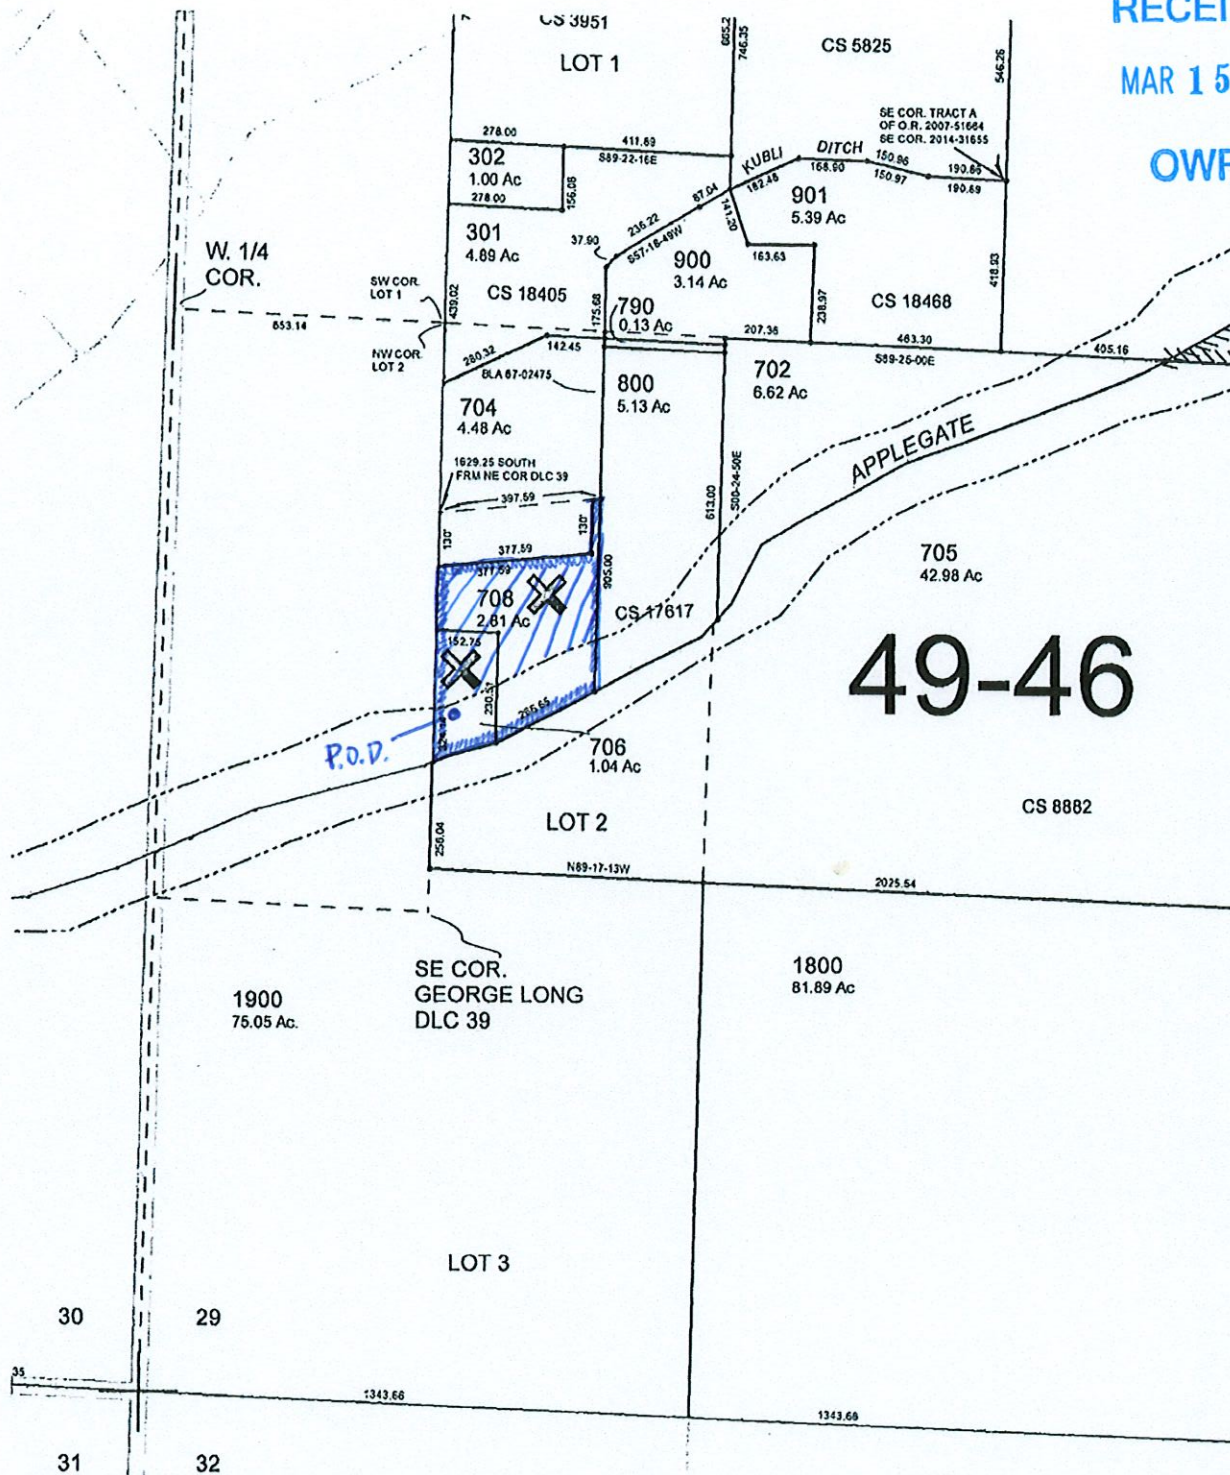 RECEI
MAR 15
OWR
CS 3951
LOT 1
665.2
746.35
CS 5825
546.26
SE COR. TRACT A
OF O.R. 2007-51664
SE COR. 2014-31655
278.00
411.89
S89-22-16E
302
1.00 Ac
278.00
156.06
KUBLI DITCH
182.48
168.90
150.96
150.97
190.86
190.69
87.04
236.22
S57-16-49W
37.90
141.20
901
5.39 Ac
163.63
238.97
418.93
301
4.89 Ac
CS 18405
175.68
900
3.14 Ac
CS 18468
W. 1/4
COR.
SW COR.
LOT 1
439.02
653.14
NW COR.
LOT 2
790
0.13 Ac
207.36
463.30
S89-25-00E
405.16
280.32
142.45
BLA 87-02475
704
4.48 Ac
800
5.13 Ac
702
6.62 Ac
1629.25 SOUTH
FRM NE COR DLC 39
397.59
130'
130'
377.59
377.59
905.00
613.00
S00-24-50E
APPLEGATE
705
42.98 Ac
708
2.81 Ac
CS 17617
152.75
230.51
265.65
49-46
P.O.D.
706
1.04 Ac
LOT 2
CS 8882
256.04
N89-17-13W
2025.54
SE COR.
GEORGE LONG
DLC 39
1900
75.05 Ac.
1800
81.89 Ac
LOT 3
30
29
35
1343.66
1343.66
31
32